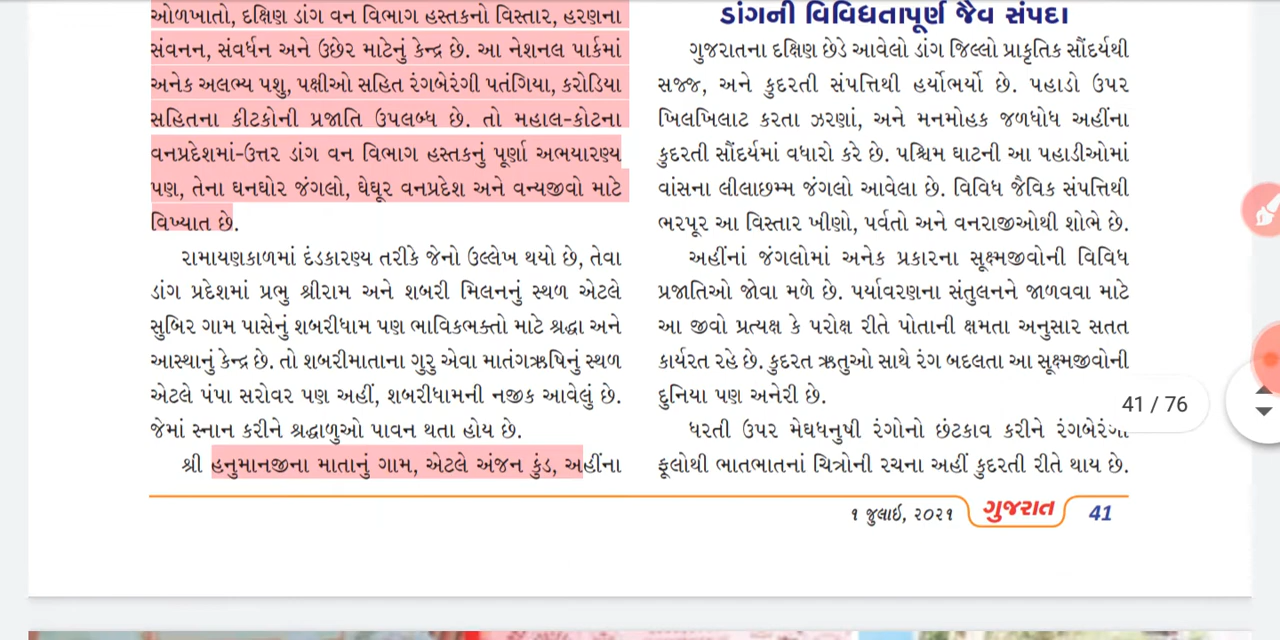 ઓળખાતો, દક્ષિણ ડાંગ વન વિભાગ હસ્તકનો વિસ્તાર, હરણના
સંવનન, સંવર્ધન અને ઉછેર માટેનું કેન્દ્ર છે. આ નેશનલ પાર્કમાં
અનેક અલભ્ય પશુ, પક્ષીઓ સહિત રંગબેરંગી પતંગિયા, કરોડિયા
સહિતના કીટકોની પ્રજાતિ ઉપલબ્ધ છે. તો મહાલ-કોટના
વનપ્રદેશમાં-ઉત્તર ડાંગ વન વિભાગ હસ્તકનું પૂર્ણા અભયારણ્ય
પણ, તેના ઘનઘોર જંગલો, ઘેઘૂર વનપ્રદેશ અને વન્યજીવો માટે
વિખ્યાત છે.
રામાયણકાળમાં દંડકારણ્ય તરીકે જેનો ઉલ્લેખ થયો છે, તેવા
ડાંગ પ્રદેશમાં પ્રભુ શ્રીરામ અને શબરી મિલનનું સ્થળ એટલે
સુબિર ગામ પાસેનું શબરીધામ પણ ભાવિકભક્તો માટે શ્રદ્ધા અને
આસ્થાનું કેન્દ્ર છે. તો શબરીમાતાના ગુરુ એવા માતંગઋષિનું સ્થળ
એટલે પંપા સરોવર પણ અહીં, શબરીધામની નજીક આવેલું છે.
જેમાં સ્નાન કરીને શ્રદ્ધાળુઓ પાવન થતા હોય છે.
શ્રી હનુમાનજીના માતાનું ગામ, એટલે અંજન કુંડ, અહીંના
ડાંગની વિવિધતાપૂર્ણ જૈવ સંપદા
ગુજરાતના દક્ષિણ છેડે આવેલો ડાંગ જિલ્લો પ્રાકૃતિક સૌંદર્યથી
સજ્જ, અને કુદરતી સંપત્તિથી હર્યોભર્યો છે. પહાડો ઉપર
ખિલખિલાટ કરતા ઝરણાં, અને મનમોહક જળધોધ અહીંના
કુદરતી સૌંદર્યમાં વધારો કરે છે. પશ્ચિમ ઘાટની આ પહાડીઓમાં
વાંસના લીલાછમ્મ જંગલો આવેલા છે. વિવિધ જૈવિક સંપત્તિથી
ભરપૂર આ વિસ્તાર ખીણો, પર્વતો અને વનરાજીઓથી શોભે છે.
અહીંનાં જંગલોમાં અનેક પ્રકારના સૂક્ષ્મજીવોની વિવિધ
પ્રજાતિઓ જોવા મળે છે. પર્યાવરણના સંતુલનને જાળવવા માટે
આ જીવો પ્રત્યક્ષ કે પરોક્ષ રીતે પોતાની ક્ષમતા અનુસાર સતત
કાર્યરત રહે છે. કુદરત ઋતુઓ સાથે રંગ બદલતા આ સૂક્ષ્મજીવોની
દુનિયા પણ અનેરી છે.
ધરતી ઉપર મેઘધનુષી રંગોનો છંટકાવ કરીને રંગબેરંગી
ફૂલોથી ભાતભાતનાં ચિત્રોની રચના અહીં કુદરતી રીતે થાય છે.
41 / 76
૧ જુલાઇ, ૨૦૨૧ ગુજરાત 41